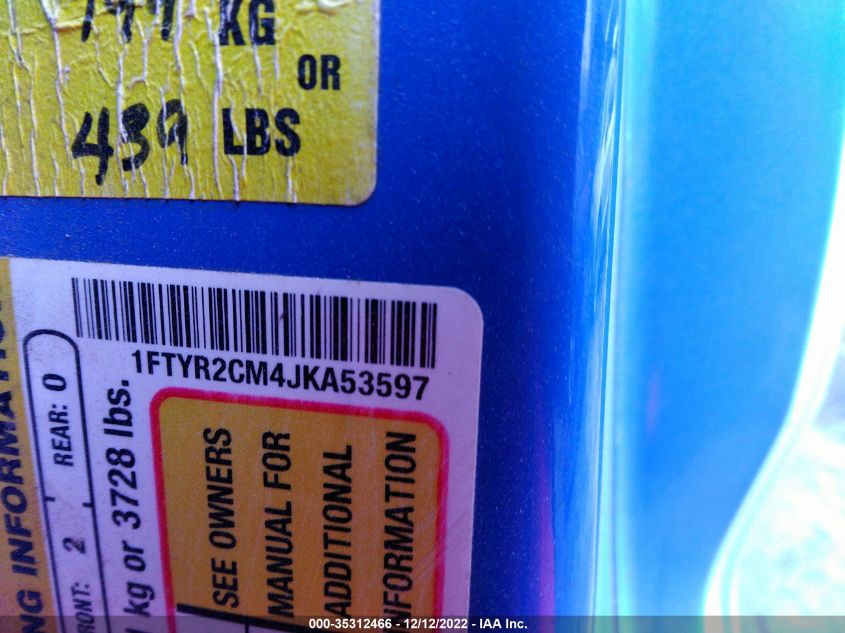 KG
OR
439 LBS
1FTYR2CM4JKA53597
REAR: 0
2
kg or 3728 lbs.
SEE OWNERS
MANUAL FOR
ADDITIONAL
INFORMATION
000-35312466 - 12/12/2022 - IAA Inc.